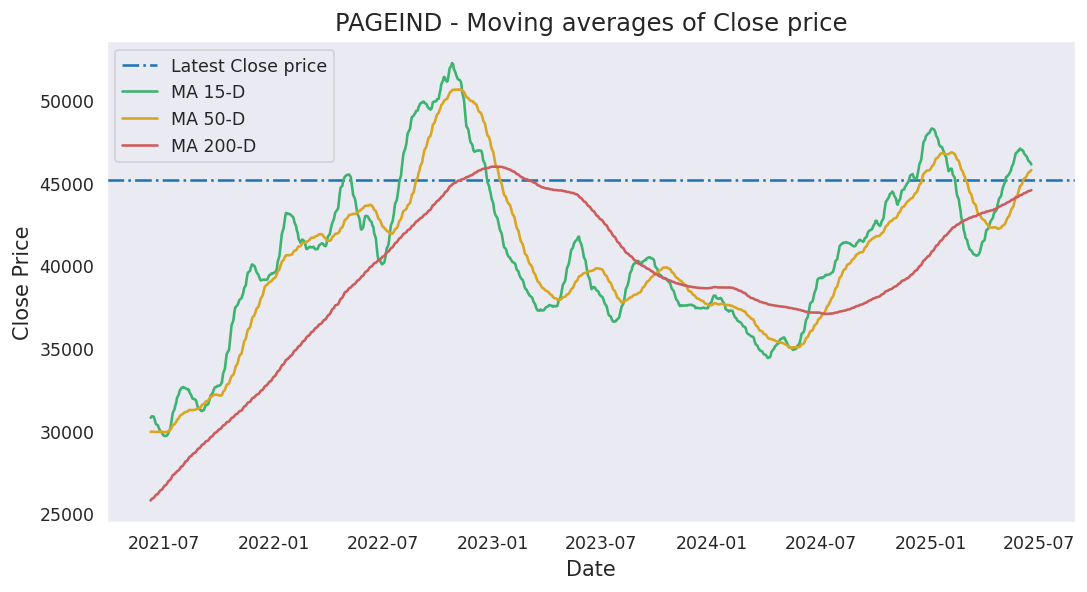 PAGEIND - Moving averages of Close price
Latest Close price
MA 15-D
MA 50-D
MA 200-D
Close Price
50000
45000
40000
35000
30000
25000
2021-07 2022-01 2022-07 2023-01 2023-07 2024-01 2024-07 2025-01 2025-07
Date